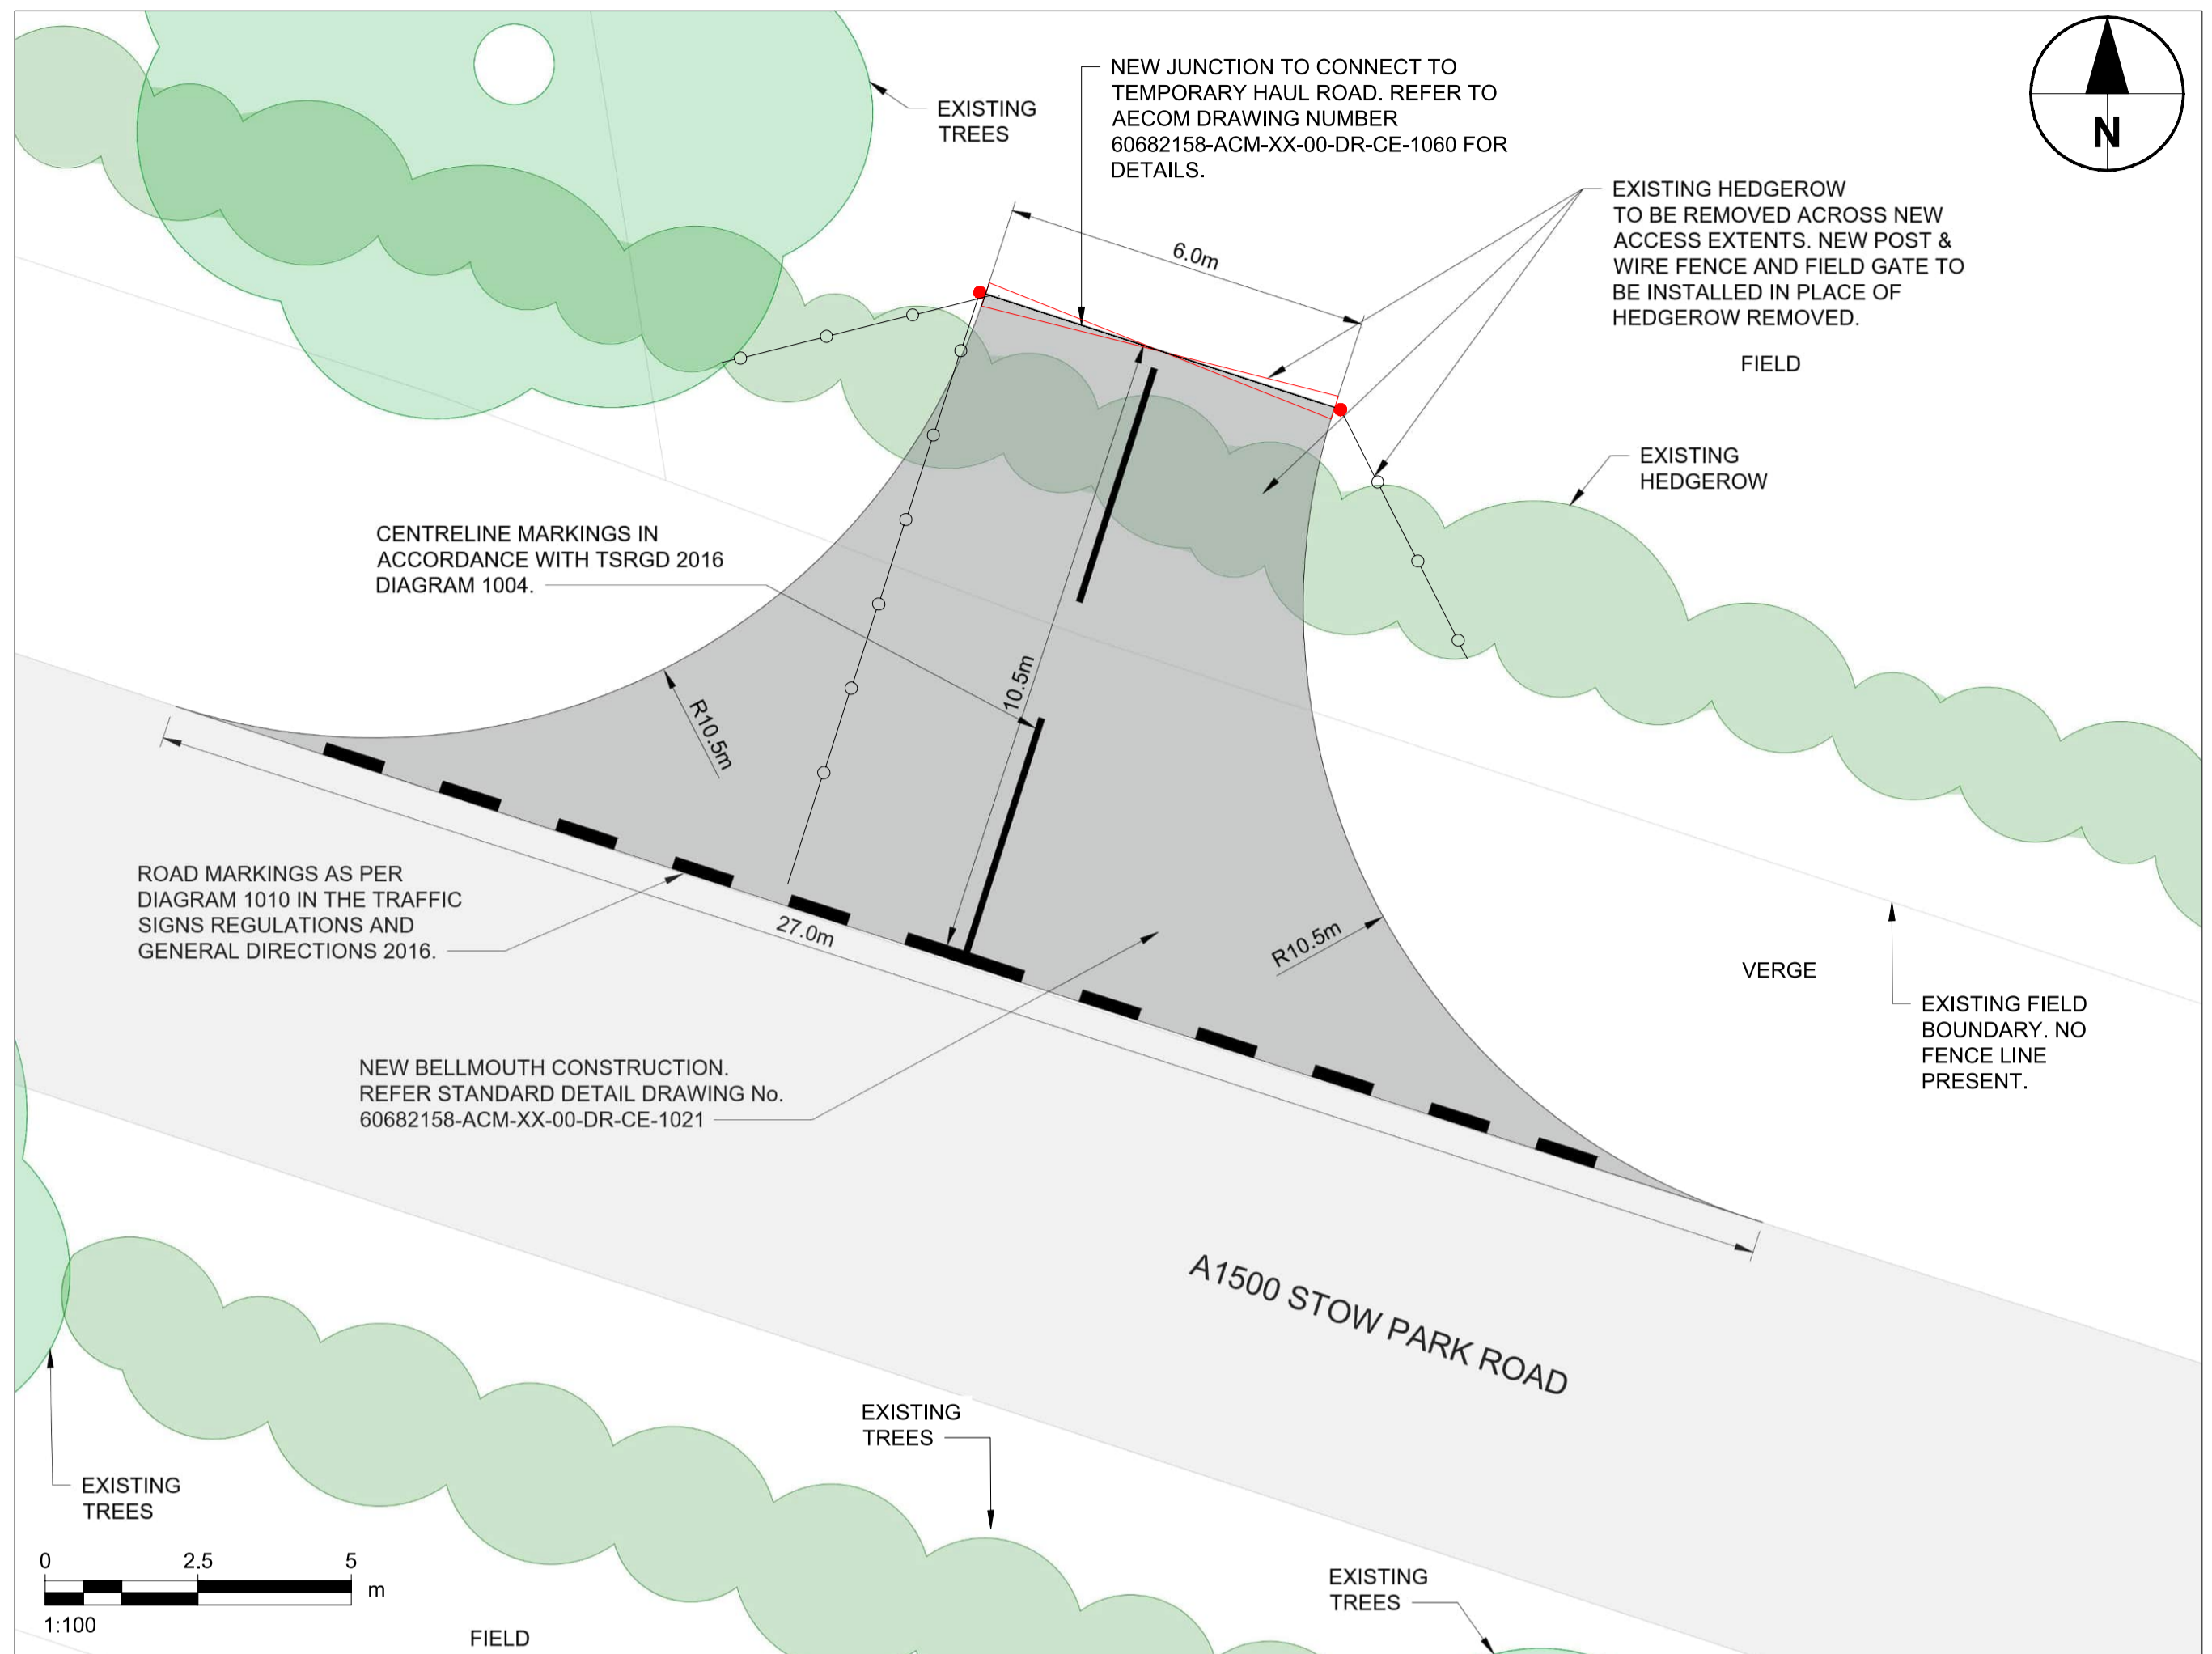 NEW JUNCTION TO CONNECT TO
TEMPORARY HAUL ROAD. REFER TO
AECOM DRAWING NUMBER
60682158-ACM-XX-00-DR-CE-1060 FOR
DETAILS.
EXISTING
TREES
N
EXISTING HEDGEROW
TO BE REMOVED ACROSS NEW
ACCESS EXTENTS. NEW POST &
WIRE FENCE AND FIELD GATE TO
BE INSTALLED IN PLACE OF
HEDGEROW REMOVED.
6.0m
FIELD
EXISTING
HEDGEROW
CENTRELINE MARKINGS IN
ACCORDANCE WITH TSRGD 2016
DIAGRAM 1004.
10.5m
R10.5m
ROAD MARKINGS AS PER
DIAGRAM 1010 IN THE TRAFFIC
SIGNS REGULATIONS AND
GENERAL DIRECTIONS 2016.
27.0m
R10.5m
VERGE
EXISTING FIELD
BOUNDARY. NO
FENCE LINE
PRESENT.
NEW BELLMOUTH CONSTRUCTION.
REFER STANDARD DETAIL DRAWING No.
60682158-ACM-XX-00-DR-CE-1021
A1500 STOW PARK ROAD
EXISTING
TREES
EXISTING
TREES
0 2.5 5
m
1:100
FIELD
EXISTING
TREES